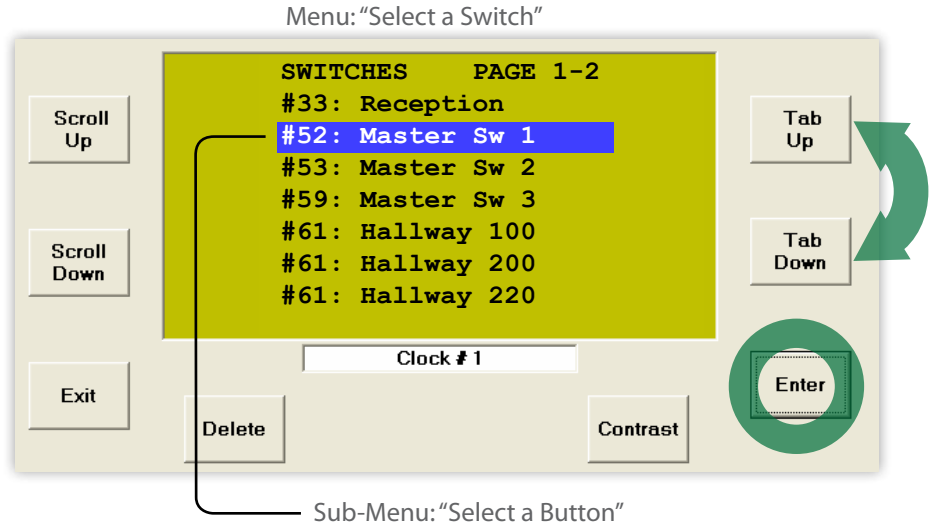 Menu: “Select a Switch”
SWITCHES PAGE 1-2
#33: Reception
#52: Master Sw 1
#53: Master Sw 2
#59: Master Sw 3
#61: Hallway 100
#61: Hallway 200
#61: Hallway 220
Scroll
Up
Scroll
Down
Exit
Tab
Up
Tab
Down
Enter
Clock # 1
Delete
Contrast
Sub-Menu: “Select a Button”